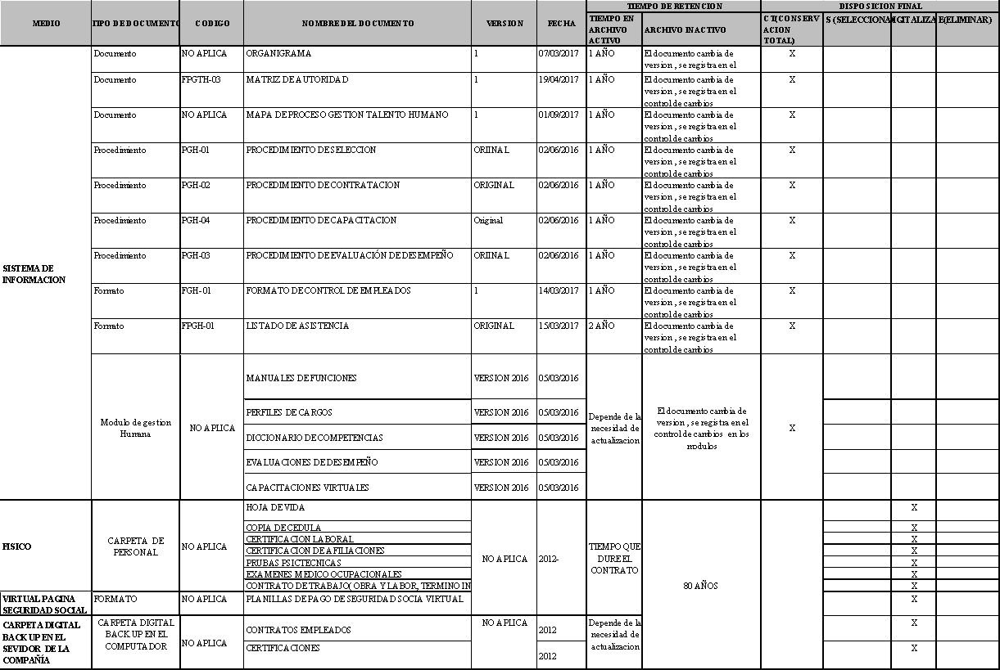 TIEMPO DE RETENCION DISPOSICION FINAL
MEDIO TIPO DE DOCUMENTO CODIGO NOMBRE DEL DOCUMENTO VERSION FECHA TIEMPO EN ARCHIVO ACTIVO ARCHIVO INACTIVO CT(CONSERVACION TOTAL) S (SELECCIONA IGITALIZA E(ELIMINAR)
SISTEMA DE INFORMACION
Documento NO APLICA ORGANIGRAMA 1 07/03/2017 1 AÑO El documento cambia de version , se registra en el X
Documento FPGTH-03 MATRIZ DE AUTORIDAD 1 19/04/2017 1 AÑO El documento cambia de version , se registra en el control de cambios X
Documento NO APLICA MAPA DE PROCESO GESTION TALENTO HUMANO 1 01/09/2017 1 AÑO El documento cambia de version , se registra en el control de cambios X
Procedimiento PGH-01 PROCEDIMIENTO DE SELECCION ORIINAL 02/06/2016 1 AÑO El documento cambia de version , se registra en el control de cambios X
Procedimiento PGH-02 PROCEDIMIENTO DE CONTRATACION ORIGINAL 02/06/2016 1 AÑO El documento cambia de version , se registra en el control de cambios X
Procedimiento PGH-04 PROCEDIMIENTO DE CAPACITACION Original 02/06/2016 1 AÑO El documento cambia de version , se registra en el control de cambios X
Procedimiento PGH-03 PROCEDIMIENTO DE EVALUACIÓN DE DESEMPEÑO ORIINAL 02/06/2016 1 AÑO El documento cambia de version , se registra en el control de cambios X
Formato FGH-01 FORMATO DE CONTROL DE EMPLEADOS 1 14/03/2017 1 AÑO El documento cambia de version , se registra en el control de cambios X
Formato FPGH-01 LISTADO DE ASISTENCIA ORIGINAL 15/03/2017 2 AÑO El documento cambia de version , se registra en el control de cambios X
Modulo de gestion Humana NO APLICA
MANUALES DE FUNCIONES VERSION 2016 05/03/2016
PERFILES DE CARGOS VERSION 2016 05/03/2016
DICCIONARIO DE COMPETENCIAS VERSION 2016 05/03/2016
EVALUACIONES DE DESEMPEÑO VERSION 2016 05/03/2016
CAPACITACIONES VIRTUALES VERSION 2016 05/03/2016
Depende de la necesidad de actualizacion El documento cambia de version , se registra en el control de cambios en los modulos X
FISICO CARPETA DE PERSONAL NO APLICA
HOJA DE VIDA X
COPIA DE CEDULA X
CERTIFICACION LABORAL X
CERTIFICACION DE AFILIACIONES X
PRUBAS PSICTECNICAS X
EXAMENES MEDICO OCUPACIONALES X
CONTRATO DE TRABAJO( OBRA Y LABOR, TERMINO IN X
NO APLICA 2012- TIEMPO QUE DURE EL CONTRATO 80 AÑOS
VIRTUAL PAGINA SEGURIDAD SOCIAL FORMATO NO APLICA PLANILLAS DE PAGO DE SEGURIDAD SOCIA VIRTUAL X
CARPETA DIGITAL BACK UP EN EL SEVIDOR DE LA COMPAÑÍA CARPETA DIGITAL BACK UP EN EL COMPUTADOR NO APLICA
CONTRATOS EMPLEADOS NO APLICA 2012 Depende de la necesidad de actualizacion X
CERTIFICACIONES 2012 X